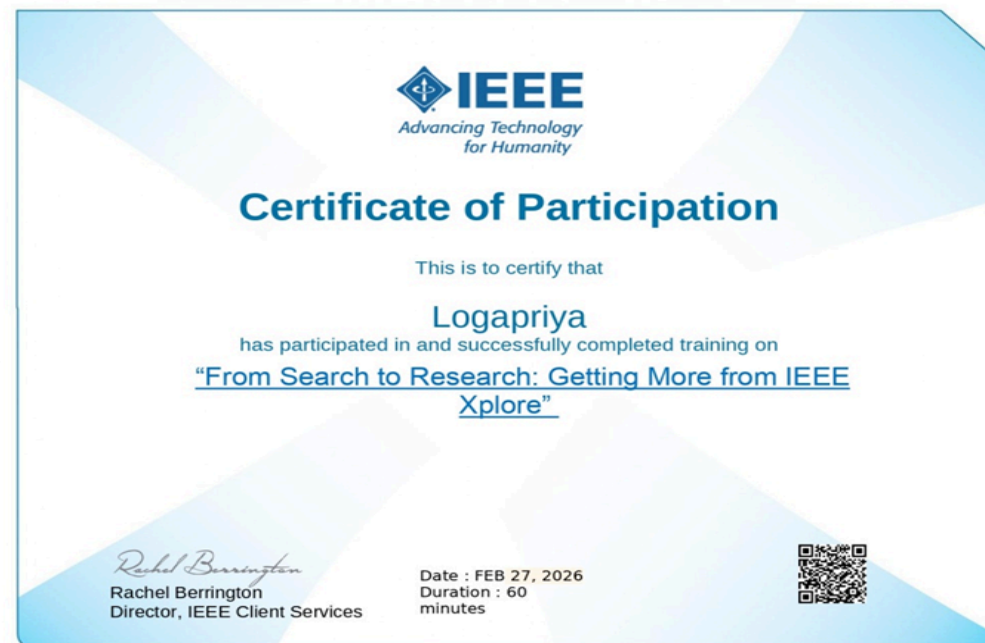 IEEE
Advancing Technology
for Humanity
Certificate of Participation
This is to certify that
Logapriya
has participated in and successfully completed training on
“From Search to Research: Getting More from IEEE
Xplore”
Rachel Berrington
Rachel Berrington
Director, IEEE Client Services
Date : FEB 27, 2026
Duration : 60
minutes